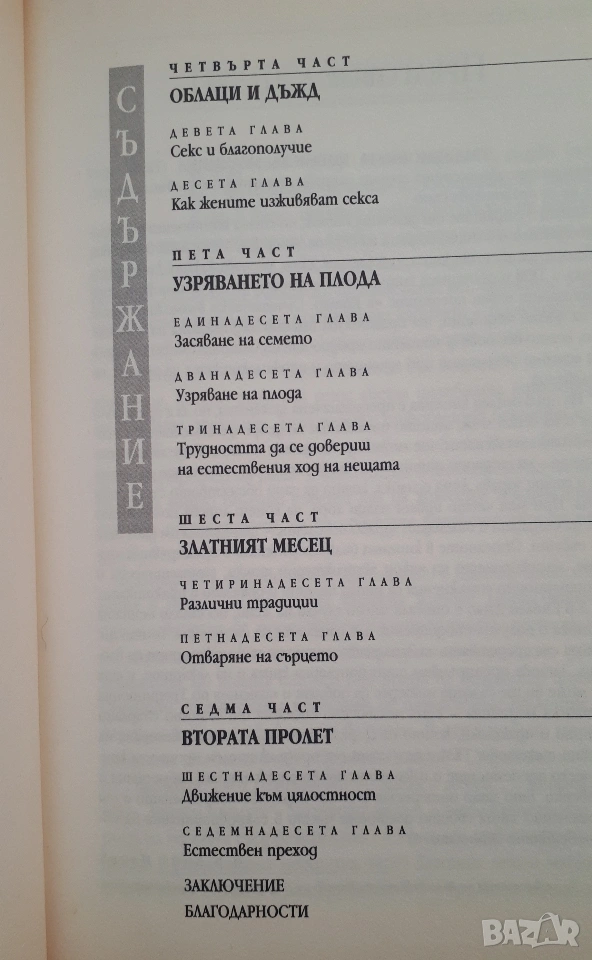 СЪДЪРЖАНИЕ
ЧЕТВЪРТА ЧАСТ
ОБЛАЦИ И ДЪЖД
ДЕВЕТА ГЛАВА
Секс и благополучие
ДЕСЕТА ГЛАВА
Как жените изживяват секса
ПЕТА ЧАСТ
УЗРЯВАНЕТО НА ПЛОДА
ЕДИНАДЕСЕТА ГЛАВА
Засяване на семето
ДВАНАДЕСЕТА ГЛАВА
Узряване на плода
ТРИНАДЕСЕТА ГЛАВА
Трудността да се довериш
на естествения ход на нещата
ШЕСТА ЧАСТ
ЗЛАТНИЯТ МЕСЕЦ
ЧЕТИРИНАДЕСЕТА ГЛАВА
Различни традиции
ПЕТНАДЕСЕТА ГЛАВА
Отваряне на сърцето
СЕДМА ЧАСТ
ВТОРАТА ПРОЛЕТ
ШЕСТНАДЕСЕТА ГЛАВА
Движение към цялостност
СЕДЕМНАДЕСЕТА ГЛАВА
Естествен преход
ЗАКЛЮЧЕНИЕ
БЛАГОДАРНОСТИ
BAZAR